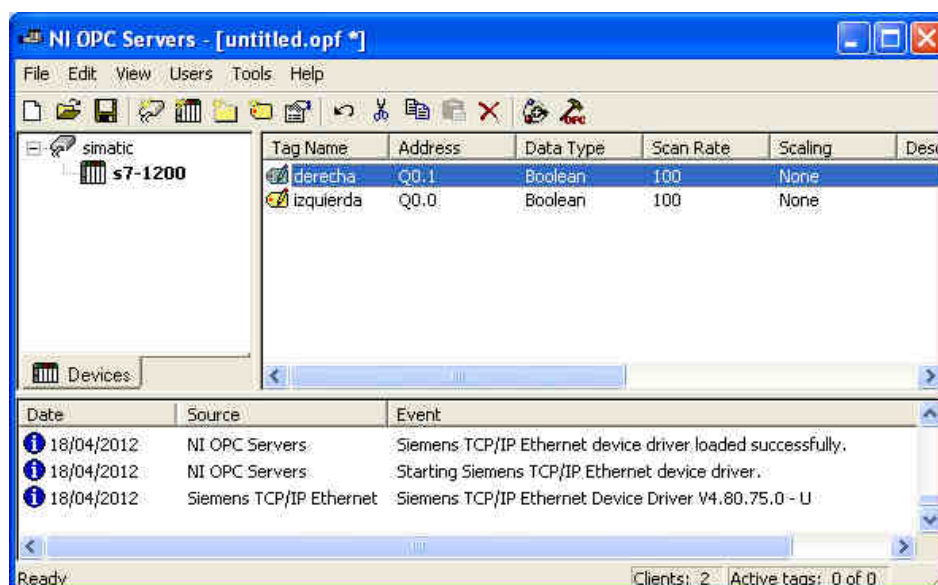 NI OPC Servers - [untitled.opf *]
File Edit View Users Tools Help
simatic
s7-1200
Devices
Tag Name Address Data Type Scan Rate Scaling Desc
derecha Q0.1 Boolean 100 None
izquierda Q0.0 Boolean 100 None
Date Source Event
18/04/2012 NI OPC Servers Siemens TCP/IP Ethernet device driver loaded successfully.
18/04/2012 NI OPC Servers Starting Siemens TCP/IP Ethernet device driver.
18/04/2012 Siemens TCP/IP Ethernet Siemens TCP/IP Ethernet Device Driver V4.80.75.0 - U
Ready Clients: 2 Active tags: 0 of 0